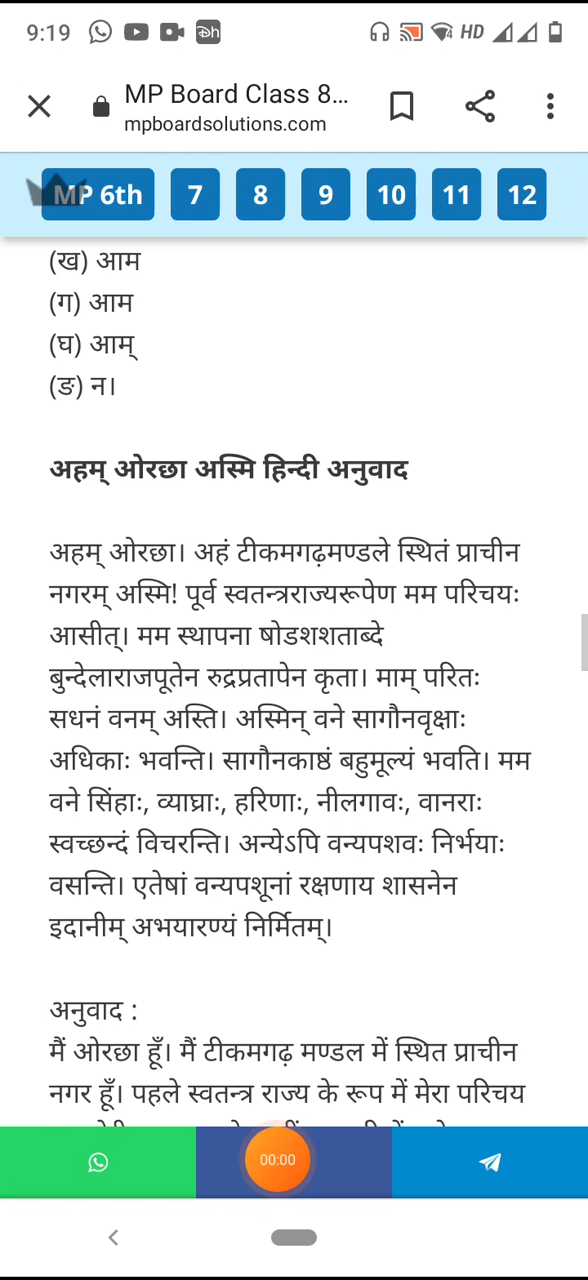 9:19 HD
MP Board Class 8...
mpboardsolutions.com
MP 6th 7 8 9 10 11 12
(ख) आम
(ग) आम
(घ) आम्
(ङ) न।
अहम् ओरछा अस्मि हिन्दी अनुवाद
अहम् ओरछा। अहं टीकमगढ़मण्डले स्थितं प्राचीन
नगरम् अस्मि! पूर्व स्वतन्त्रराज्यरूपेण मम परिचयः
आसीत्। मम स्थापना षोडशशताब्दे
बुन्देलाराजपूतेन रुद्रप्रतापेन कृता। माम् परितः
सधनं वनम् अस्ति। अस्मिन् वने सागौनवृक्षाः
अधिकाः भवन्ति। सागौनकाष्ठं बहुमूल्यं भवति। मम
वने सिंहाः, व्याघ्राः, हरिणाः, नीलगावः, वानराः
स्वच्छन्दं विचरन्ति। अन्येऽपि वन्यपशवः निर्भयाः
वसन्ति। एतेषां वन्यपशूनां रक्षणाय शासनेन
इदानीम् अभयारण्यं निर्मितम्।
अनुवाद :
मैं ओरछा हूँ। मैं टीकमगढ़ मण्डल में स्थित प्राचीन
नगर हूँ। पहले स्वतन्त्र राज्य के रूप में मेरा परिचय
00:00